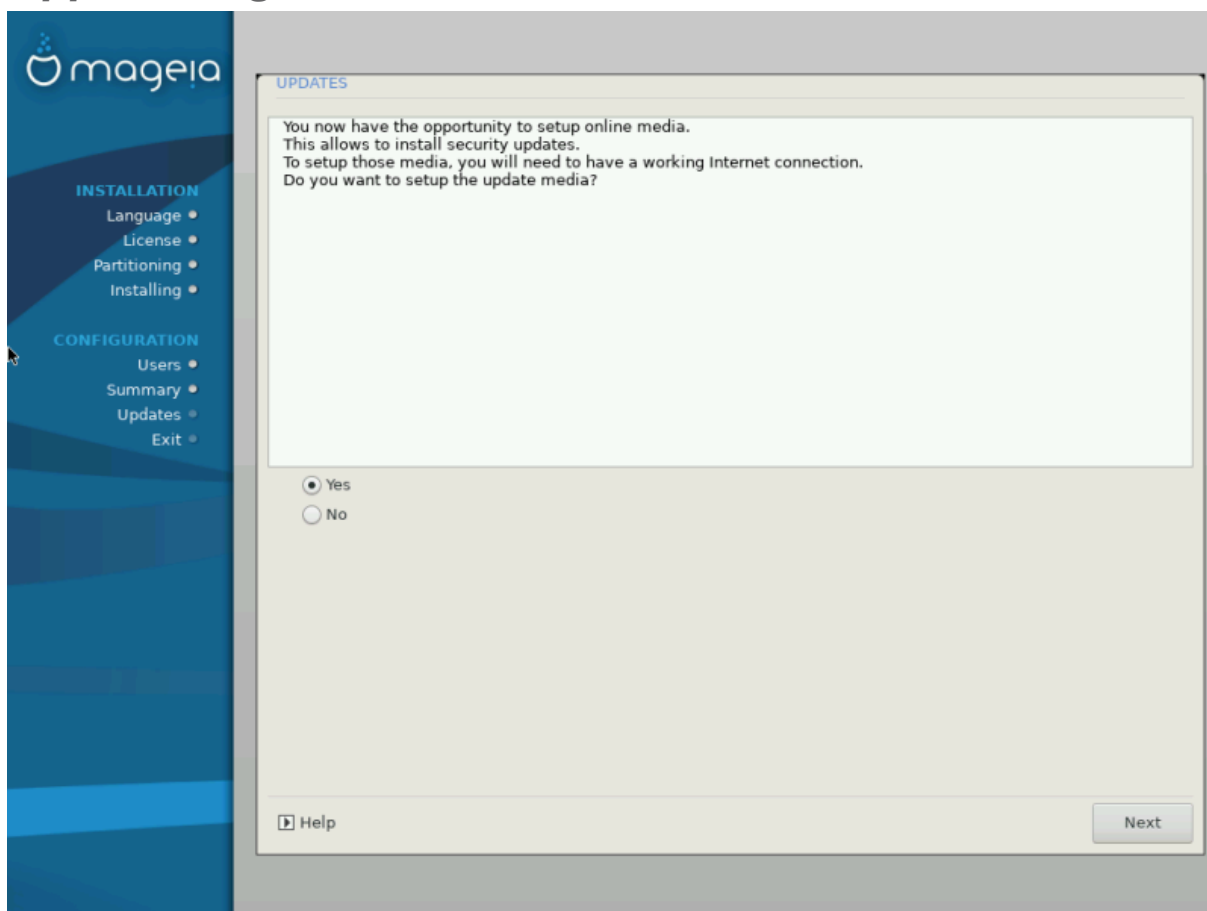 mageia
INSTALLATION
Language
License
Partitioning
Installing
CONFIGURATION
Users
Summary
Updates
Exit
UPDATES
You now have the opportunity to setup online media.
This allows to install security updates.
To setup those media, you will need to have a working Internet connection.
Do you want to setup the update media?
Yes
No
Help
Next